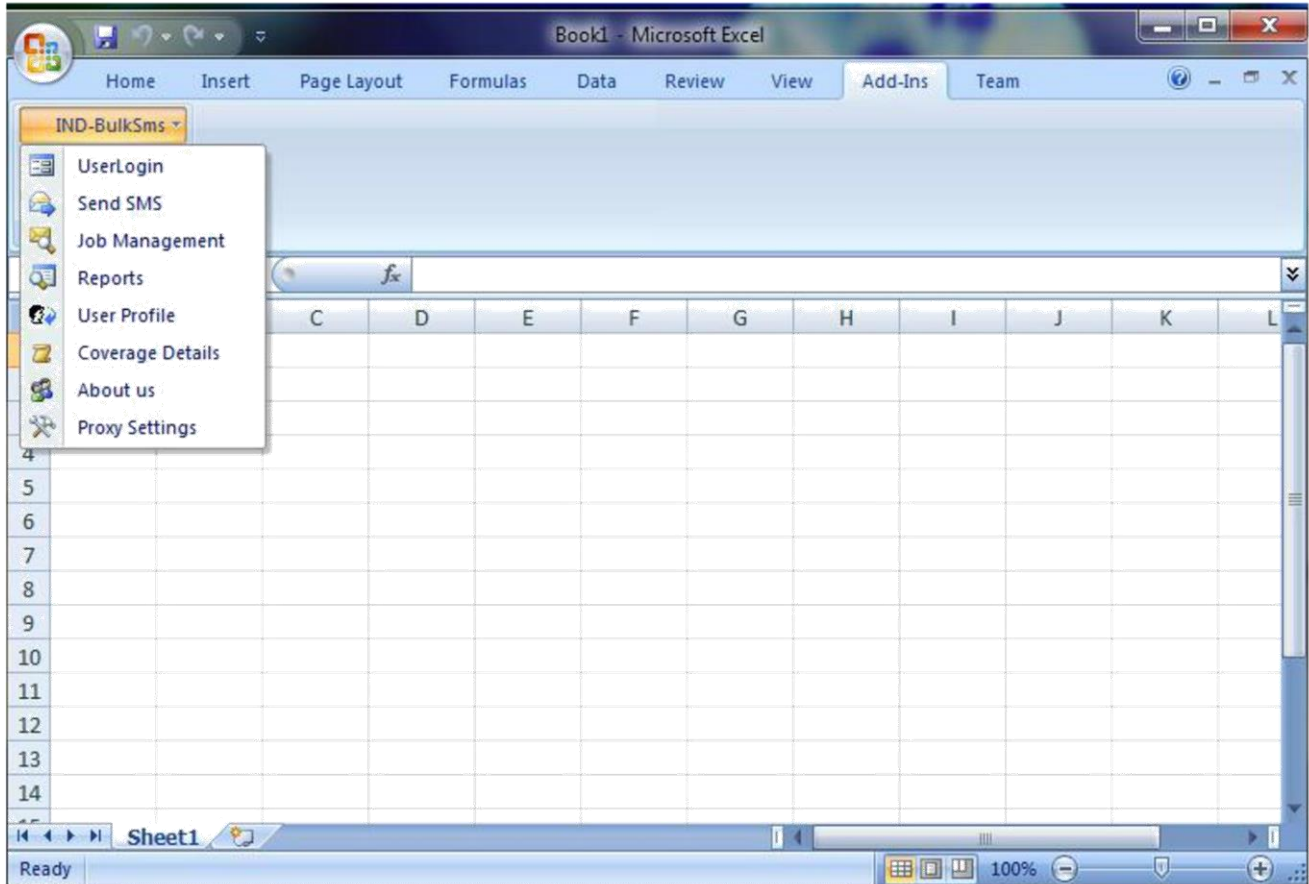 Book1 - Microsoft Excel
Home Insert Page Layout Formulas Data Review View Add-Ins Team
IND-BulkSms
UserLogin
Send SMS
Job Management
Reports
User Profile
Coverage Details
About us
Proxy Settings
fx
C D E F G H I J K L
4
5
6
7
8
9
10
11
12
13
14
Sheet1
Ready 100%